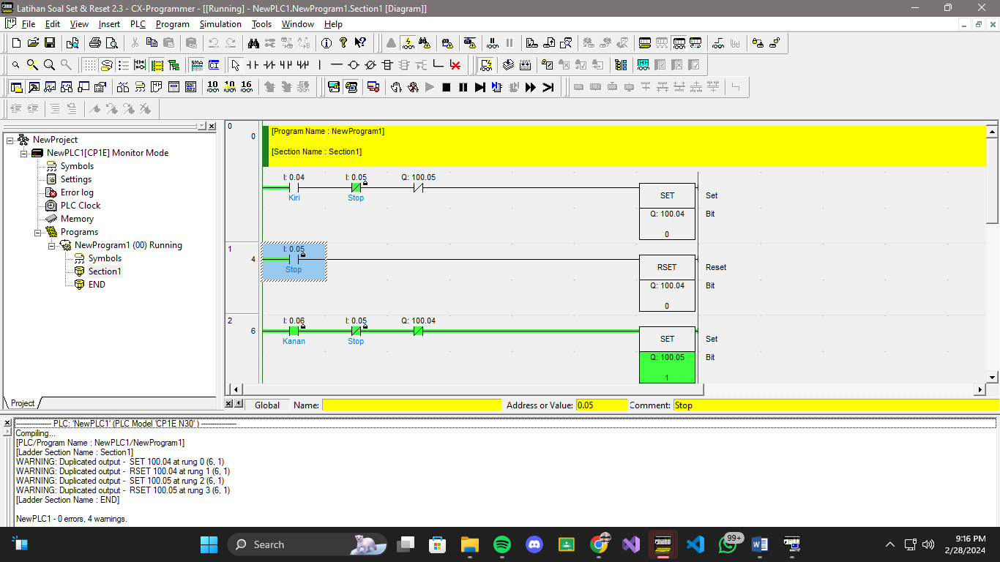 Latihan Soal Set & Reset 2.3 - CX-Programmer - [[Running] - NewPLC1.NewProgram1.Section1 [Diagram]]
File Edit View Insert PLC Program Simulation Tools Window Help
SMA CI
10 10 16
NewProject
NewPLC1[CP1E] Monitor Mode
Symbols
Settings
Error log
PLC Clock
Memory
Programs
NewProgram1 (00) Running
Symbols
Section1
END
Project
0
0
[Program Name : NewProgram1]
[Section Name : Section1]
I: 0.04 I: 0.05 Q: 100.05
Kiri Stop
SET Set
Q: 100.04 Bit
0
1
4
I: 0.05
Stop
RSET Reset
Q: 100.04 Bit
0
2
6
I: 0.06 I: 0.05 Q: 100.04
Kanan Stop
SET Set
Q: 100.05 Bit
1
Global Name: Address or Value: 0.05 Comment: Stop
---------------- PLC: 'NewPLC1' (PLC Model 'CP1E N30' ) ----------------
Compiling...
[PLC/Program Name : NewPLC1/NewProgram1]
[Ladder Section Name : Section1]
WARNING: Duplicated output - SET 100.04 at rung 0 (6, 1)
WARNING: Duplicated output - RSET 100.04 at rung 1 (6, 1)
WARNING: Duplicated output - SET 100.05 at rung 2 (6, 1)
WARNING: Duplicated output - RSET 100.05 at rung 3 (6, 1)
[Ladder Section Name : END]
NewPLC1 - 0 errors, 4 warnings.
Search
99+
9:16 PM
2/28/2024